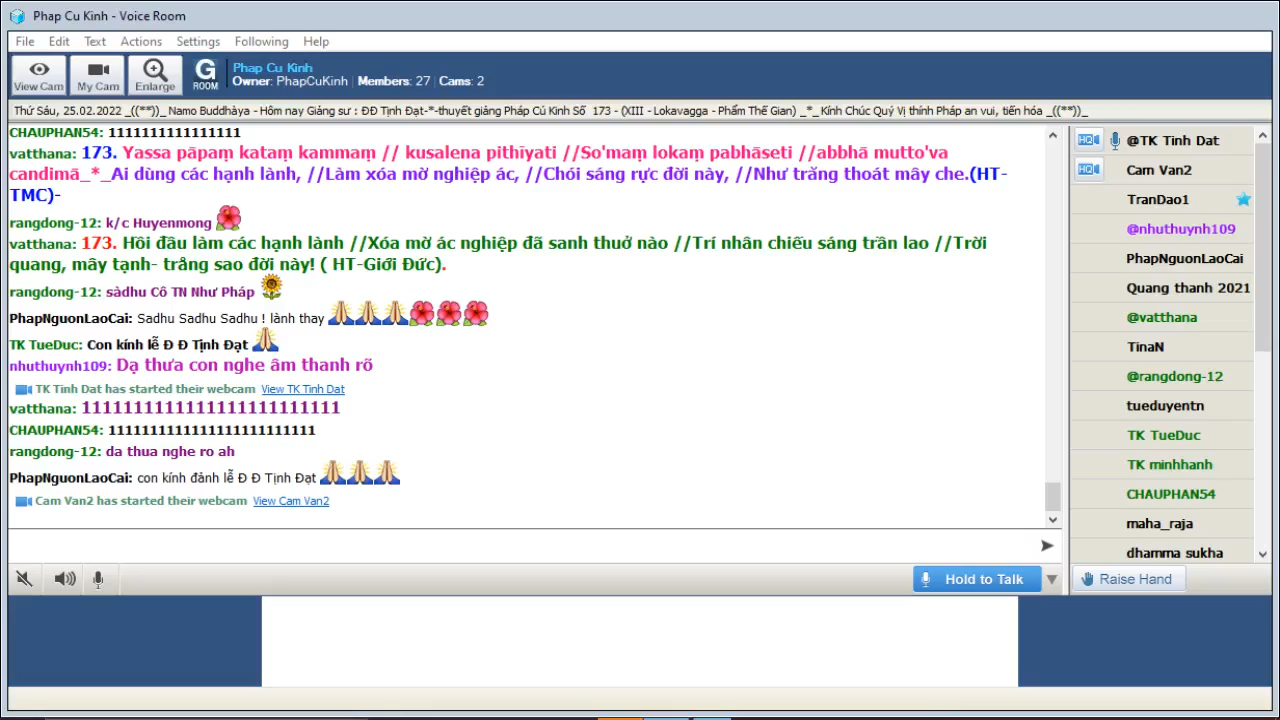 Phap Cu Kinh - Voice Room
File Edit Text Actions Settings Following Help
View Cam My Cam Enlarge G ROOM
Phap Cu Kinh
Owner: PhapCuKinh Members: 27 Cams: 2
Thứ Sáu, 25.02.2022 _((**))_ Namo Buddhàya - Hôm nay Giảng sư : ĐĐ Tịnh Đạt-*-thuyết giảng Pháp Cú Kinh Số 173 - (XIII - Lokavagga - Phẩm Thế Gian) _*_ Kính Chúc Quý Vị thính Pháp an vui, tiến hóa _((**))_
CHAUPHAN54: 1111111111111111
vatthana: 173. Yassa pāpaṃ kataṃ kammaṃ // kusalena pithīyati //So'maṃ lokaṃ pabhāseti //abbhā mutto'va
candimā_*_Ai dùng các hạnh lành, //Làm xóa mờ nghiệp ác, //Chói sáng rực đời này, //Như trăng thoát mây che.(HT-
TMC)-
rangdong-12: k/c Huyenmong
vatthana: 173. Hồi đầu làm các hạnh lành //Xóa mờ ác nghiệp đã sanh thuở nào //Trí nhân chiếu sáng trần lao //Trời
quang, mây tạnh- trăng sao đời này! ( HT-Giới Đức).
rangdong-12: sàdhu Cô TN Như Pháp
PhapNguonLaoCai: Sadhu Sadhu Sadhu ! lành thay
TK TueDuc: Con kính lễ Đ Đ Tịnh Đạt
nhuthuynh109: Dạ thưa con nghe âm thanh rõ
TK Tinh Dat has started their webcam View TK Tinh Dat
vatthana: 1111111111111111111111111
CHAUPHAN54: 1111111111111111111111111
rangdong-12: da thua nghe ro ah
PhapNguonLaoCai: con kính đảnh lễ Đ Đ Tịnh Đạt
Cam Van2 has started their webcam View Cam Van2
HQ @TK Tinh Dat
HQ Cam Van2
TranDao1
@nhuthuynh109
PhapNguonLaoCai
Quang thanh 2021
@vatthana
TinaN
@rangdong-12
tueduyentn
TK TueDuc
TK minhhanh
CHAUPHAN54
maha_raja
dhamma sukha
Hold to Talk
Raise Hand